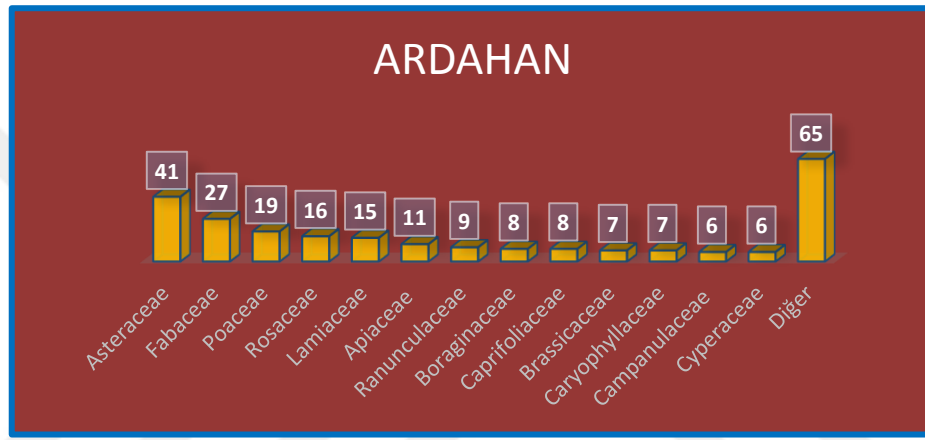 ARDAHAN
41
27
19
16
15
11
9
8
8
7
7
6
6
65
Asteraceae
Fabaceae
Poaceae
Rosaceae
Lamiaceae
Apiaceae
Ranunculaceae
Boraginaceae
Caprifoliaceae
Brassicaceae
Caryophyllaceae
Campanulaceae
Cyperaceae
Diğer